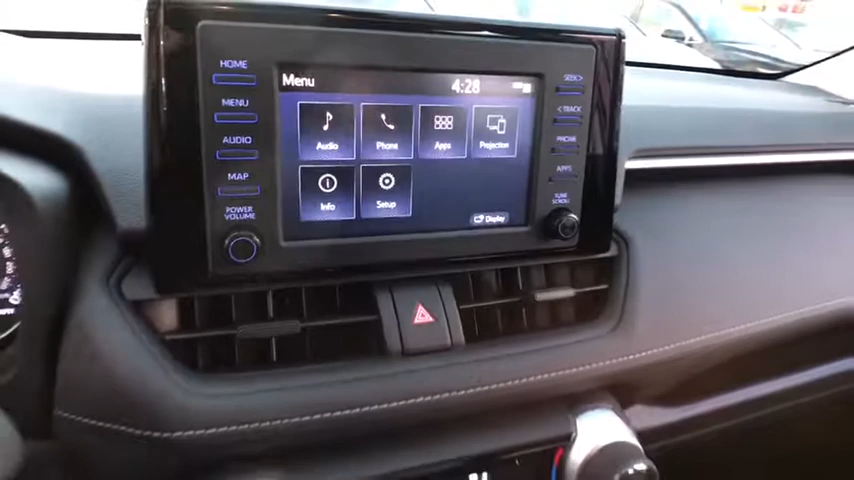 HOME
MENU
AUDIO
MAP
POWER
VOLUME
Menu
4:28
Audio
Phone
Apps
Projection
Info
Setup
Display
SEEK
TRACK
PHONE
APPS
TUNE
SCROLL